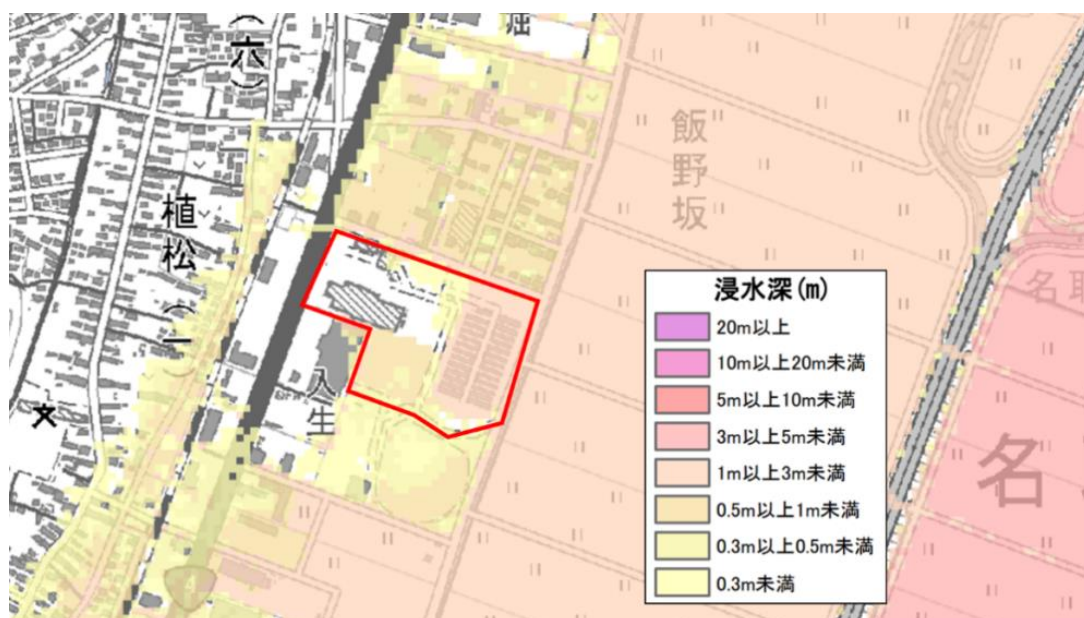 (六)
堀
飯野坂
植松(一
入生
名取
名
浸水深(m)
20m以上
10m以上20m未満
5m以上10m未満
3m以上5m未満
1m以上3m未満
0.5m以上1m未満
0.3m以上0.5m未満
0.3m未満